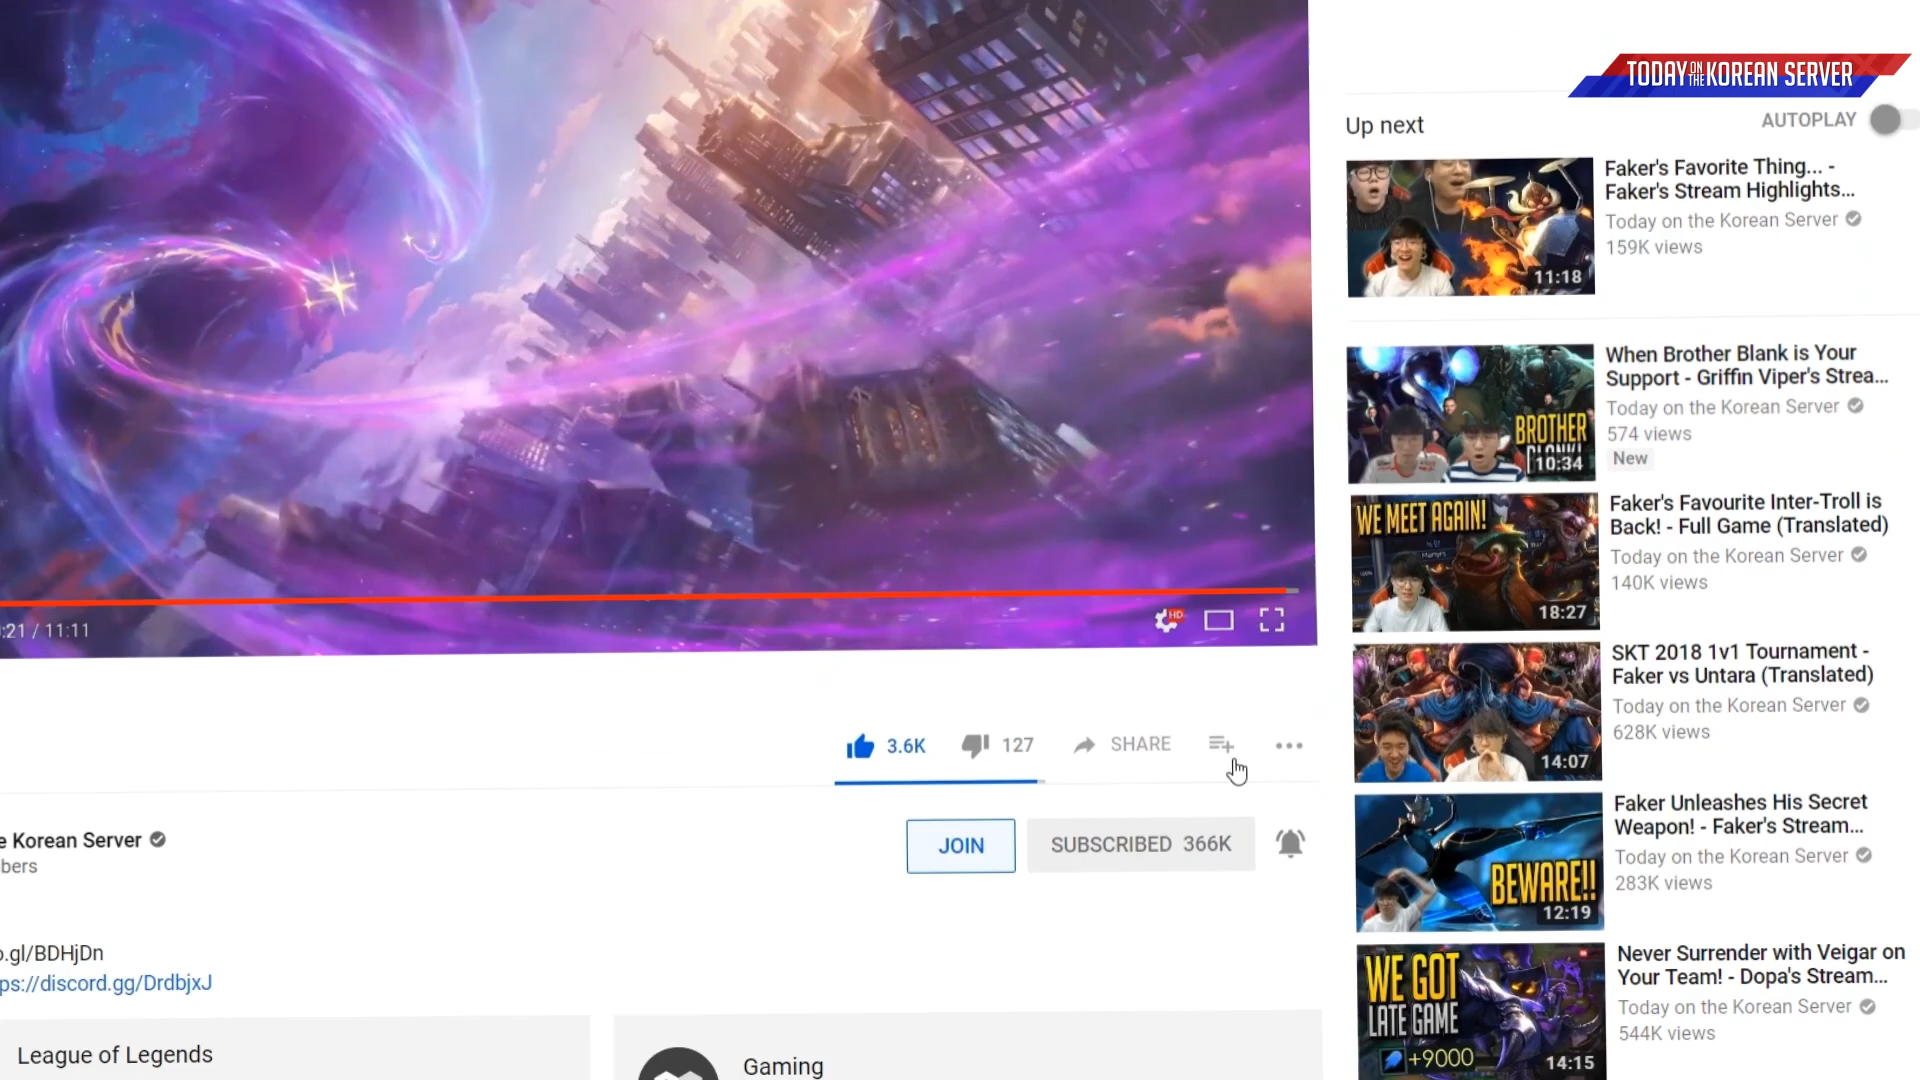 TODAY ON THE KOREAN SERVER
Up next
AUTOPLAY
Faker's Favorite Thing... -
Faker's Stream Highlights...
Today on the Korean Server
159K views
11:18
When Brother Blank is Your
Support - Griffin Viper's Strea...
Today on the Korean Server
574 views
New
BROTHER
10:34
Faker's Favourite Inter-Troll is
Back! - Full Game (Translated)
Today on the Korean Server
140K views
WE MEET AGAIN!
18:27
SKT 2018 1v1 Tournament -
Faker vs Untara (Translated)
Today on the Korean Server
628K views
14:07
Faker Unleashes His Secret
Weapon! - Faker's Stream...
Today on the Korean Server
283K views
BEWARE!!
12:19
Never Surrender with Veigar on
Your Team! - Dopa's Stream...
Today on the Korean Server
544K views
WE GOT
LATE GAME
+9000
14:15
:21 / 11:11
HD
3.6K
127
SHARE
e Korean Server
bers
JOIN
SUBSCRIBED 366K
o.gl/BDHjDn
ps://discord.gg/DrdbjxJ
League of Legends
Gaming